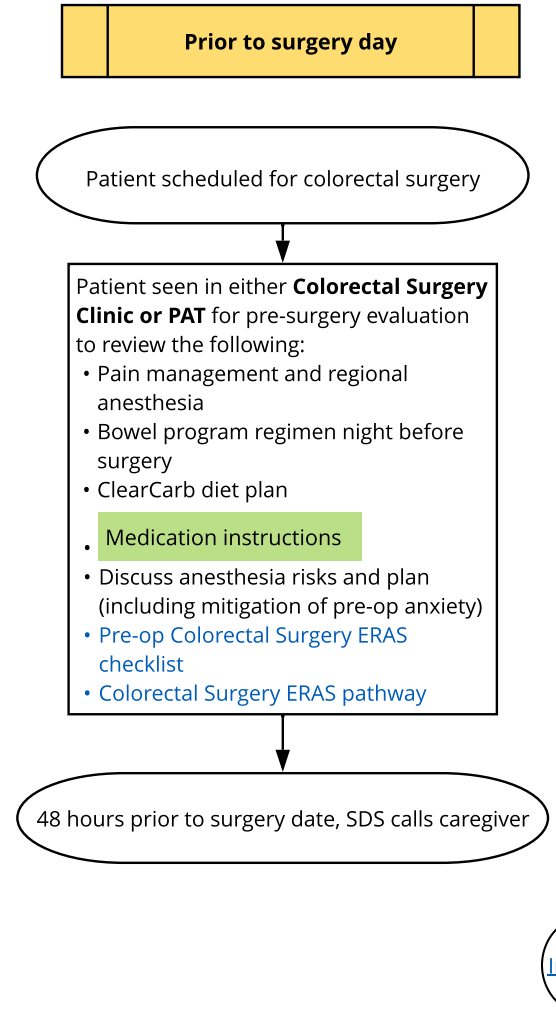 Prior to surgery day
Patient scheduled for colorectal surgery
Patient seen in either Colorectal Surgery
Clinic or PAT for pre-surgery evaluation
to review the following:
• Pain management and regional
anesthesia
• Bowel program regimen night before
surgery
• ClearCarb diet plan
• Medication instructions
• Discuss anesthesia risks and plan
(including mitigation of pre-op anxiety)
• Pre-op Colorectal Surgery ERAS
checklist
• Colorectal Surgery ERAS pathway
48 hours prior to surgery date, SDS calls caregiver